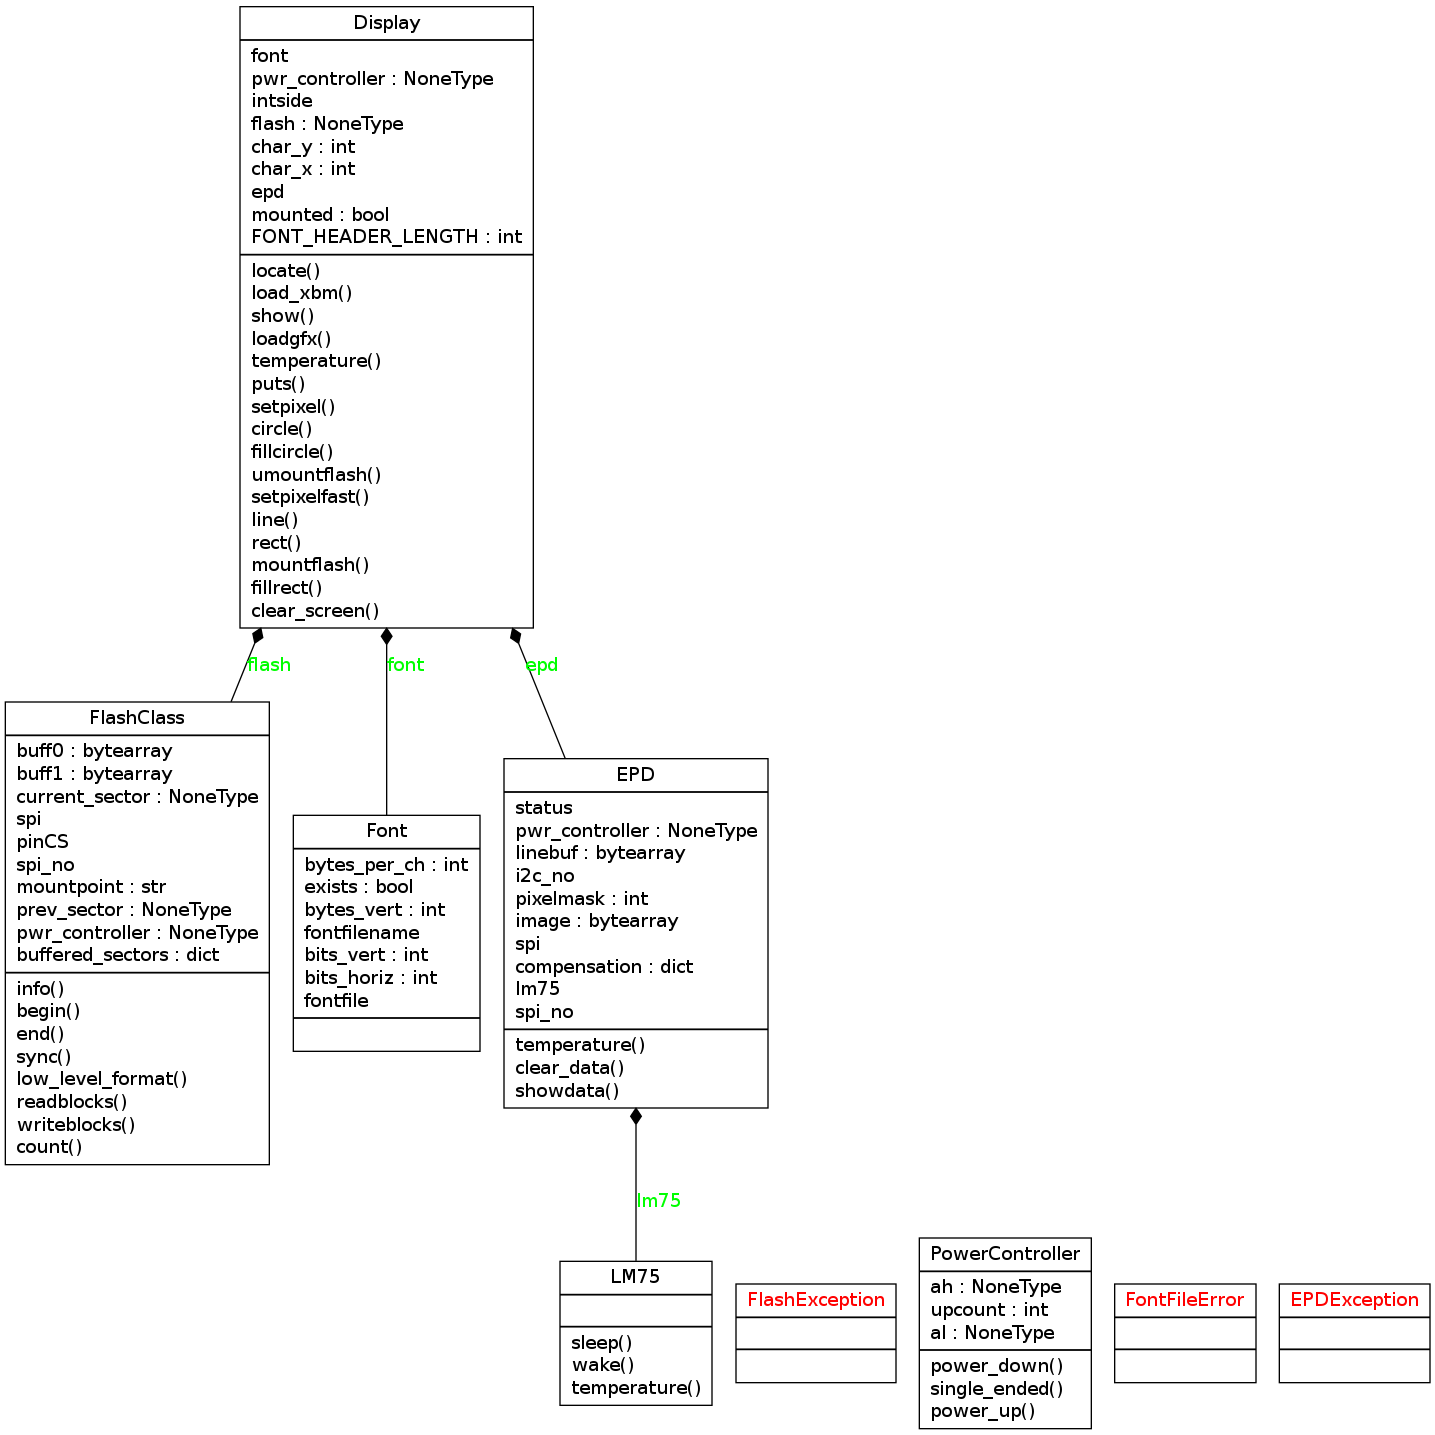 Display
font
pwr_controller : NoneType
intside
flash : NoneType
char_y : int
char_x : int
epd
mounted : bool
FONT_HEADER_LENGTH : int
locate()
load_xbm()
show()
loadgfx()
temperature()
puts()
setpixel()
circle()
fillcircle()
umountflash()
setpixelfast()
line()
rect()
mountflash()
fillrect()
clear_screen()
flash
font
epd
FlashClass
buff0 : bytearray
buff1 : bytearray
current_sector : NoneType
spi
pinCS
spi_no
mountpoint : str
prev_sector : NoneType
pwr_controller : NoneType
buffered_sectors : dict
info()
begin()
end()
sync()
low_level_format()
readblocks()
writeblocks()
count()
Font
bytes_per_ch : int
exists : bool
bytes_vert : int
fontfilename
bits_vert : int
bits_horiz : int
fontfile
EPD
status
pwr_controller : NoneType
linebuf : bytearray
i2c_no
pixelmask : int
image : bytearray
spi
compensation : dict
lm75
spi_no
temperature()
clear_data()
showdata()
lm75
LM75
sleep()
wake()
temperature()
FlashException
PowerController
ah : NoneType
upcount : int
al : NoneType
power_down()
single_ended()
power_up()
FontFileError
EPDException